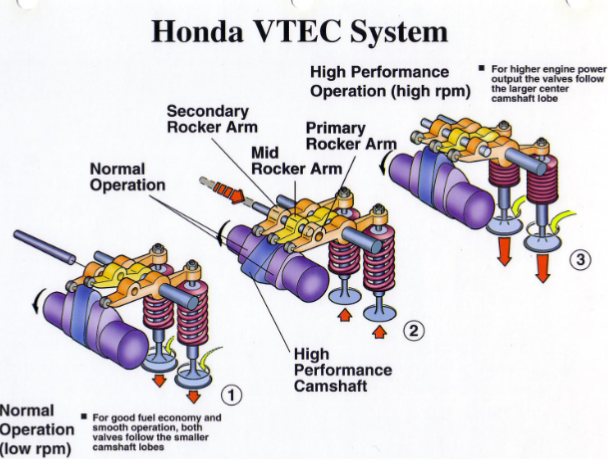 Honda VTEC System
High Performance
Operation (high rpm)
■ For higher engine power
output the valves follow
the larger center
camshaft lobe
Secondary
Rocker Arm
Primary
Rocker Arm
Mid
Rocker Arm
Normal
Operation
3
2
High
Performance
Camshaft
1
Normal
Operation
(low rpm)
■ For good fuel economy and
smooth operation, both
valves follow the smaller
camshaft lobes